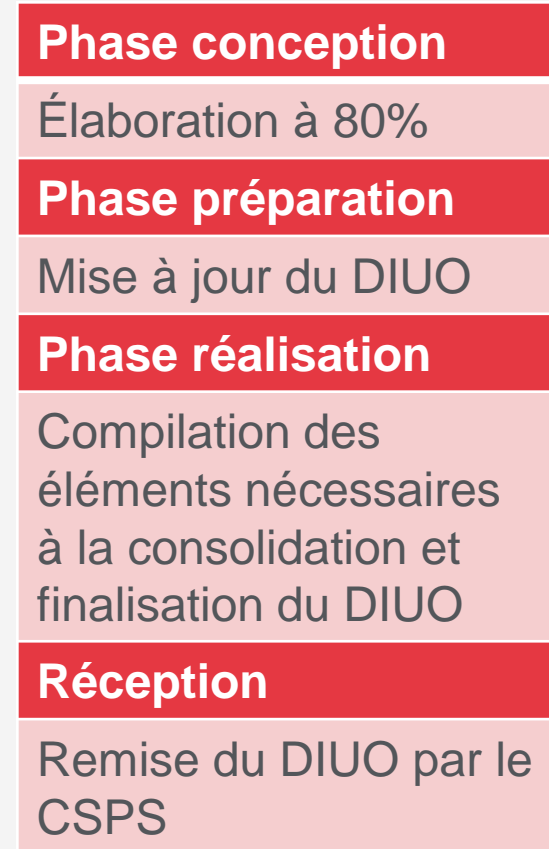 Phase conception
Élaboration à 80%
Phase préparation
Mise à jour du DIUO
Phase réalisation
Compilation des
éléments nécessaires
à la consolidation et
finalisation du DIUO
Réception
Remise du DIUO par le
CSPS